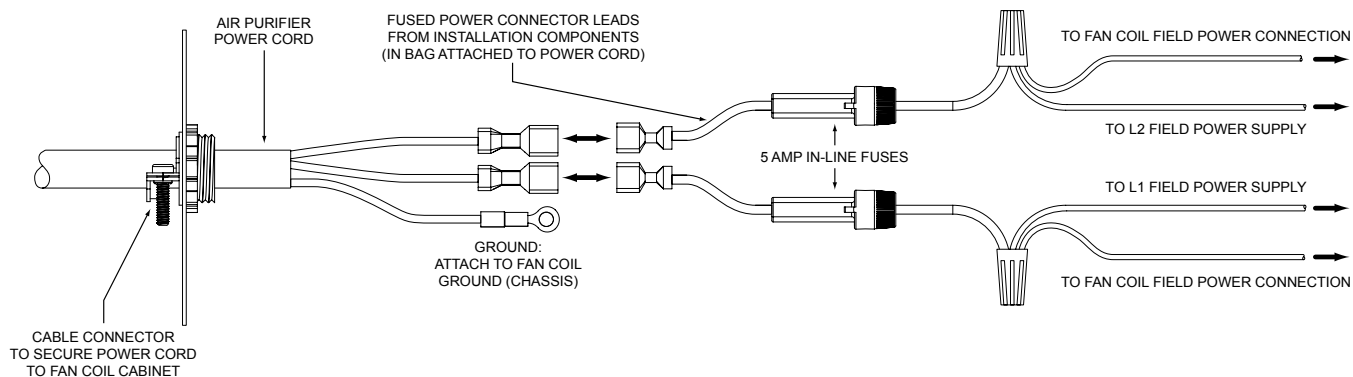 AIR PURIFIER
POWER CORD
FUSED POWER CONNECTOR LEADS
FROM INSTALLATION COMPONENTS
(IN BAG ATTACHED TO POWER CORD)
TO FAN COIL FIELD POWER CONNECTION
TO L2 FIELD POWER SUPPLY
5 AMP IN-LINE FUSES
TO L1 FIELD POWER SUPPLY
GROUND:
ATTACH TO FAN COIL
GROUND (CHASSIS)
TO FAN COIL FIELD POWER CONNECTION
CABLE CONNECTOR
TO SECURE POWER CORD
TO FAN COIL CABINET